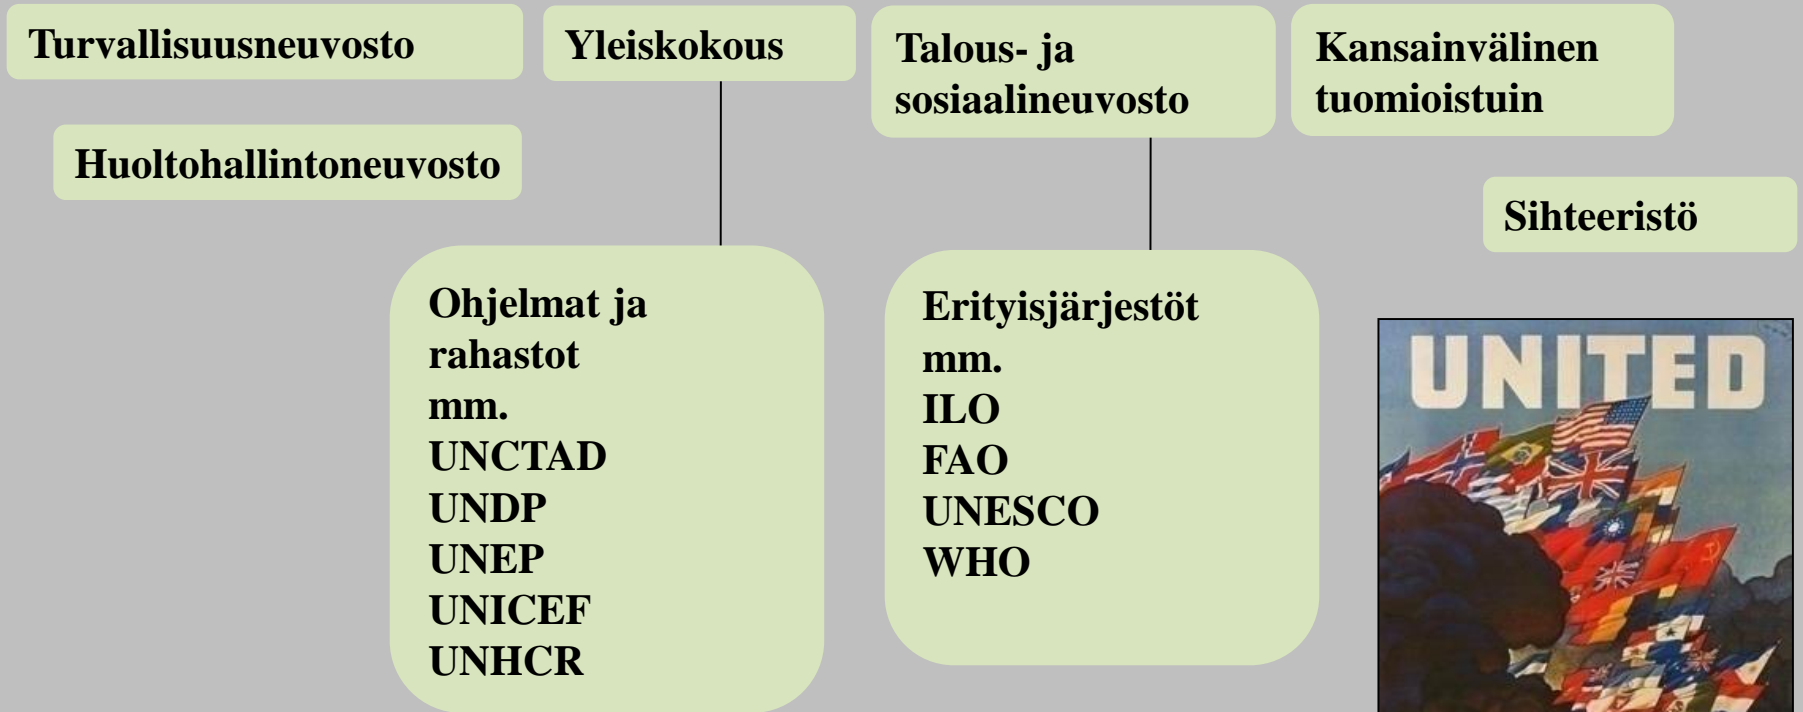 Turvallisuusneuvosto
Yleiskokous
Talous- ja
sosiaalineuvosto
Kansainvälinen
tuomioistuin
Huoltohallintoneuvosto
Sihteeristö
Ohjelmat ja
rahastot
mm.
UNCTAD
UNDP
UNEP
UNICEF
UNHCR
Erityisjärjestöt
mm.
ILO
FAO
UNESCO
WHO
UNITED